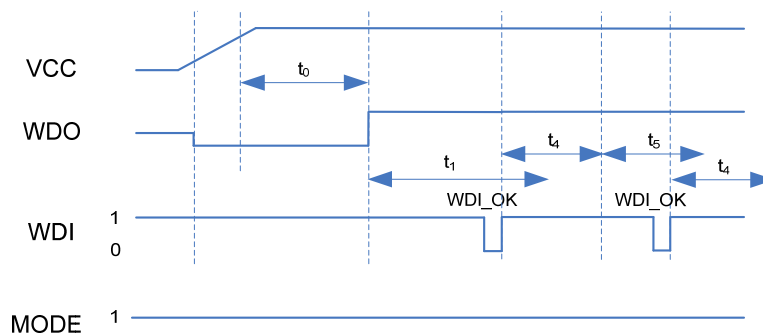 VCC
t₀
WDO
t₄
t₅
t₁
t₄
WDI_OK
WDI_OK
WDI
1
0
MODE
1